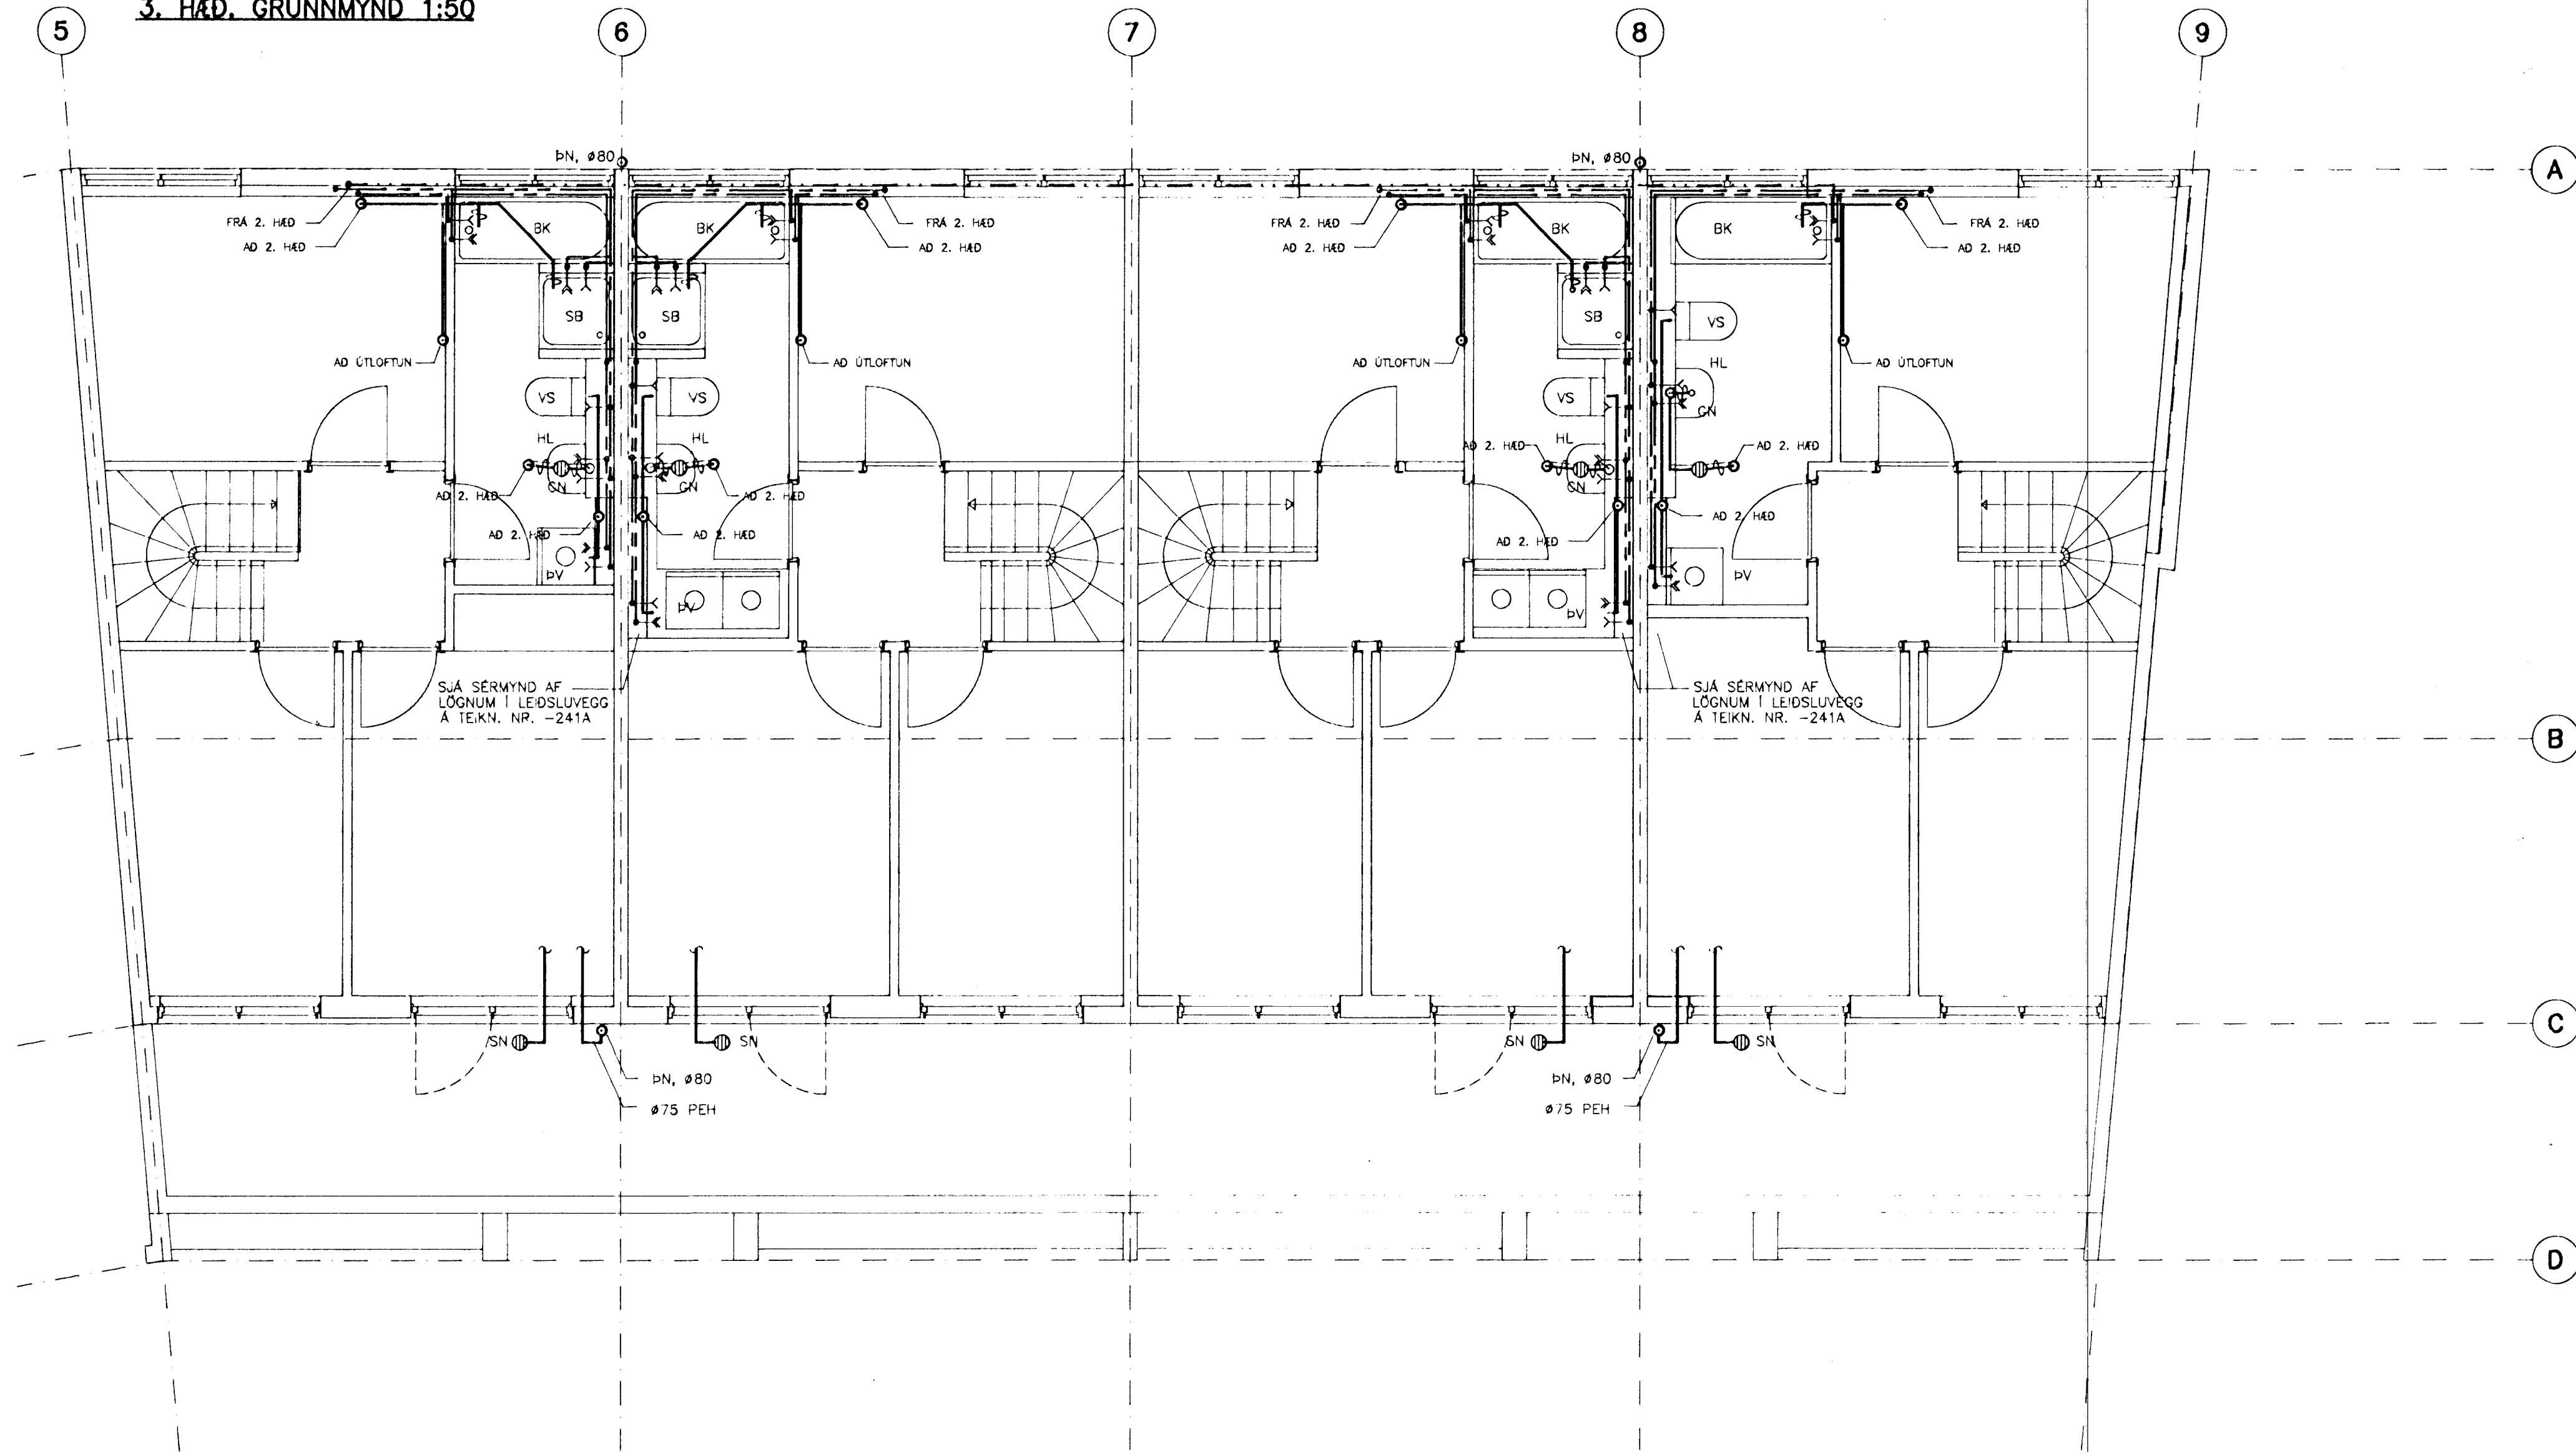 3. HÆÐ, GRUNNMYND 1:50
5
6
7
8
9
A
B
C
D
ÞN, Ø80
ÞN, Ø80
FRÁ 2. HÆÐ
AÐ 2. HÆÐ
BK
BK
FRÁ 2. HÆÐ
AÐ 2. HÆÐ
FRÁ 2. HÆÐ
AÐ 2. HÆÐ
BK
BK
FRÁ 2. HÆÐ
AÐ 2. HÆÐ
SB
SB
SB
VS
AÐ ÚTLOFTUN
AÐ ÚTLOFTUN
AÐ ÚTLOFTUN
HL
AÐ ÚTLOFTUN
VS
VS
VS
GN
HL
HL
AÐ 2. HÆÐ
HL
AÐ 2. HÆÐ
AÐ 2. HÆÐ
GN
GN
AÐ 2. HÆÐ
GN
AÐ 2. HÆÐ
AÐ 2. HÆÐ
AÐ 2. HÆÐ
AÐ 2. HÆÐ
ÞV
ÞV
ÞV
ÞV
SJÁ SÉRMYND AF
LÖGNUM Í LEIÐSLUVEGG
Á TEIKN. NR. -241A
SJÁ SÉRMYND AF
LÖGNUM Í LEIÐSLUVEGG
Á TEIKN. NR. -241A
SN
SN
SN
SN
ÞN, Ø80
Ø75 PEH
ÞN, Ø80
Ø75 PEH